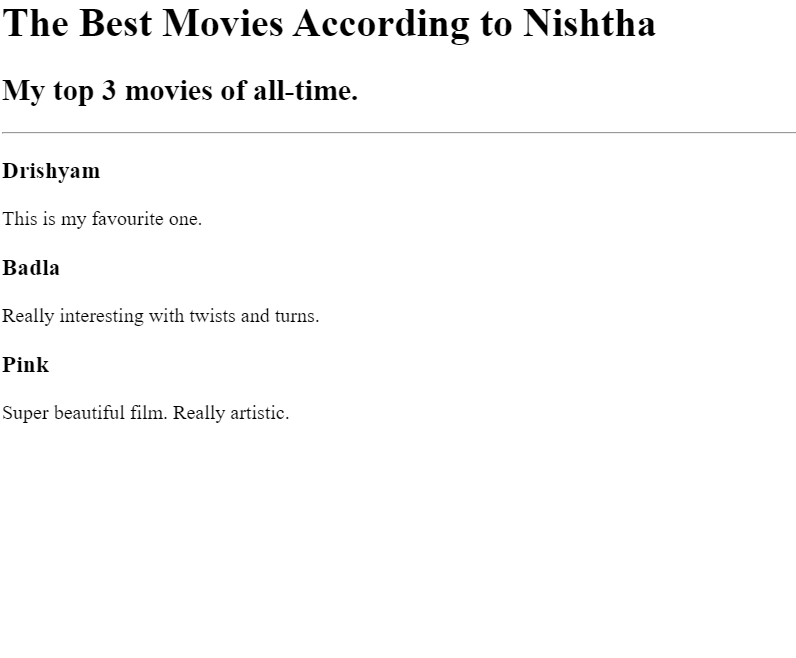 The Best Movies According to Nishtha
My top 3 movies of all-time.
Drishyam
This is my favourite one.
Badla
Really interesting with twists and turns.
Pink
Super beautiful film. Really artistic.